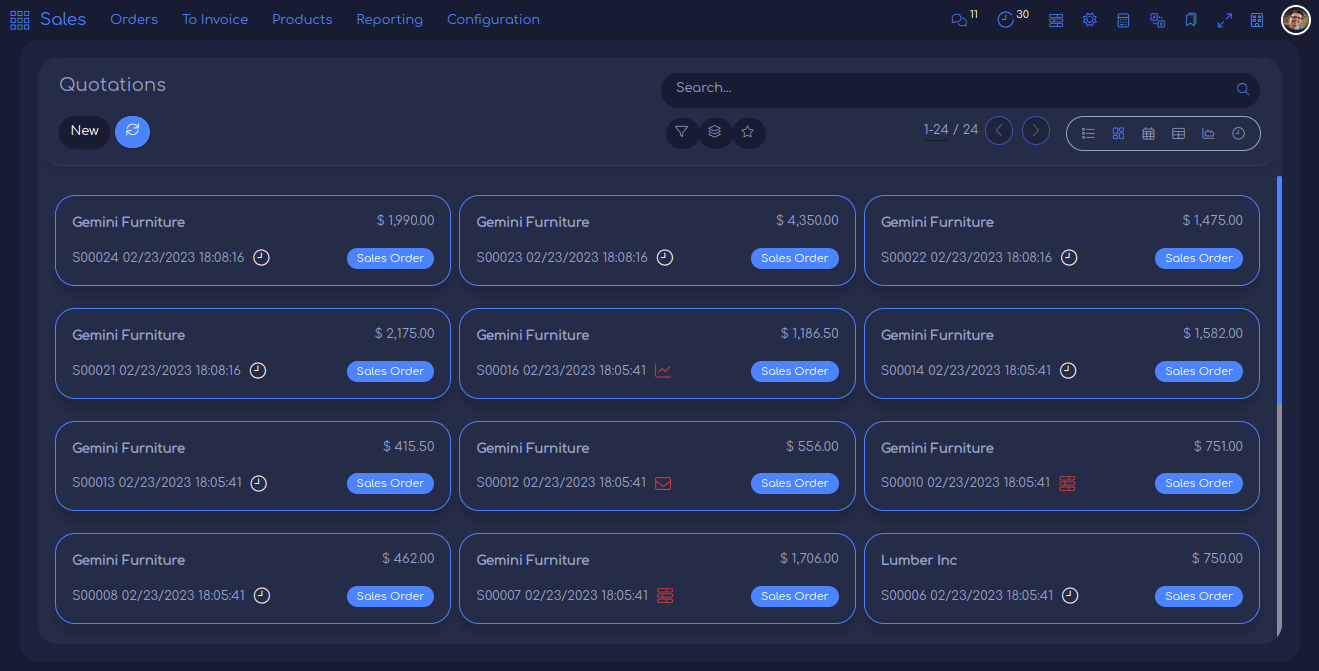 Sales Orders To Invoice Products Reporting Configuration 11 30
Quotations
Search...
New
1-24 / 24
Gemini Furniture $ 1,990.00
S00024 02/23/2023 18:08:16 Sales Order
Gemini Furniture $ 4,350.00
S00023 02/23/2023 18:08:16 Sales Order
Gemini Furniture $ 1,475.00
S00022 02/23/2023 18:08:16 Sales Order
Gemini Furniture $ 2,175.00
S00021 02/23/2023 18:08:16 Sales Order
Gemini Furniture $ 1,186.50
S00016 02/23/2023 18:05:41 Sales Order
Gemini Furniture $ 1,582.00
S00014 02/23/2023 18:05:41 Sales Order
Gemini Furniture $ 415.50
S00013 02/23/2023 18:05:41 Sales Order
Gemini Furniture $ 556.00
S00012 02/23/2023 18:05:41 Sales Order
Gemini Furniture $ 751.00
S00010 02/23/2023 18:05:41 Sales Order
Gemini Furniture $ 462.00
S00008 02/23/2023 18:05:41 Sales Order
Gemini Furniture $ 1,706.00
S00007 02/23/2023 18:05:41 Sales Order
Lumber Inc $ 750.00
S00006 02/23/2023 18:05:41 Sales Order